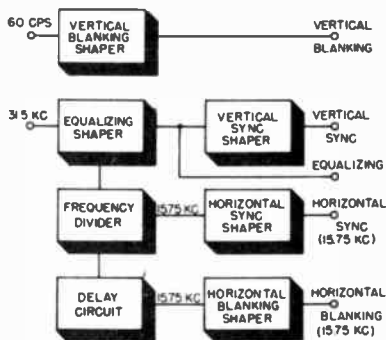 60 CPS
VERTICAL
BLANKING
SHAPER
VERTICAL
BLANKING
31.5 KC
EQUALIZING
SHAPER
VERTICAL
SYNC
SHAPER
VERTICAL
SYNC
EQUALIZING
FREQUENCY
DIVIDER
15.75 KC
HORIZONTAL
SYNC
SHAPER
HORIZONTAL
SYNC
(15.75 KC)
DELAY
CIRCUIT
15.75 KC
HORIZONTAL
BLANKING
SHAPER
HORIZONTAL
BLANKING
(15.75 KC)